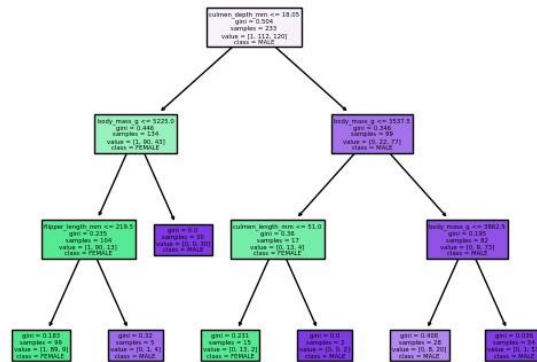 culmen_depth_mm <= 18.05
gini = 0.504
samples = 233
value = [1, 112, 120]
class = MALE
body_mass_g <= 5225.0
gini = 0.446
samples = 134
value = [1, 90, 43]
class = FEMALE
body_mass_g <= 3537.5
gini = 0.346
samples = 99
value = [0, 22, 77]
class = MALE
flipper_length_mm <= 219.5
gini = 0.235
samples = 104
value = [1, 90, 13]
class = FEMALE
gini = 0.0
samples = 30
value = [0, 0, 30]
class = MALE
culmen_length_mm <= 51.0
gini = 0.36
samples = 17
value = [0, 13, 4]
class = FEMALE
body_mass_g <= 3862.5
gini = 0.195
samples = 82
value = [0, 9, 73]
class = MALE
gini = 0.183
samples = 99
value = [1, 89, 9]
class = FEMALE
gini = 0.32
samples = 5
value = [0, 1, 4]
class = MALE
gini = 0.231
samples = 15
value = [0, 13, 2]
class = FEMALE
gini = 0.0
samples = 2
value = [0, 0, 2]
class = MALE
gini = 0.408
samples = 28
value = [0, 8, 20]
class = MALE
gini = 0.036
samples = 54
value = [0, 1, 53]
class = MALE